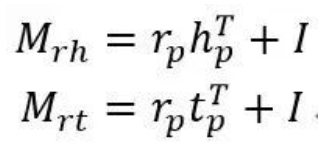 M_{rh} = r_p h_p^T + I
M_{rt} = r_p t_p^T + I